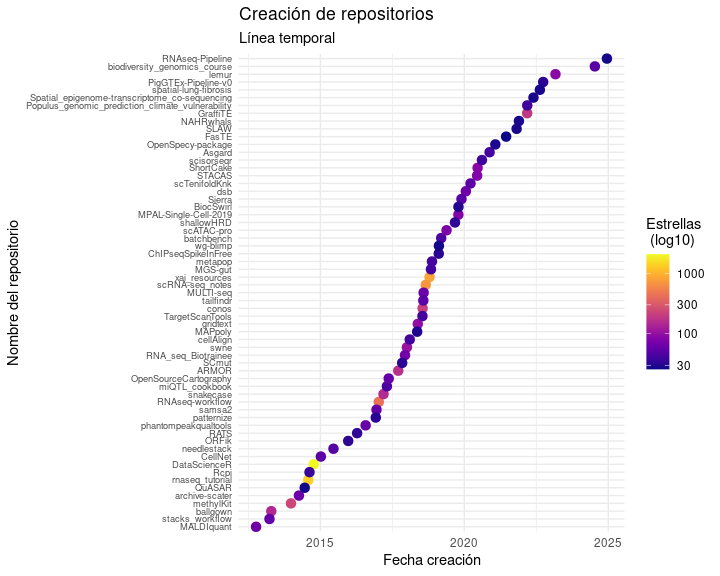 Creación de repositorios
Línea temporal
RNAseq-Pipeline
biodiversity_genomics_course
lemur
PigGTEx-Pipeline-v0
spatial-lung-fibrosis
Spatial_epigenome-transcriptome_co-sequencing
Populus_genomic_prediction_climate_vulnerability
GraffiTE
NAHRwhals
SLAW
FasTE
OpenSpecy-package
Asgard
scisorseqr
ShortCake
STACAS
scTenifoldKnk
dsb
Sierra
BiocSwirl
MPAL-Single-Cell-2019
shallowHRD
scATAC-pro
batchbench
wg-blimp
ChIPseqSpikeInFree
metapop
MGS-gut
xai_resources
scRNA-seq_notes
MULTI-seq
tailfindr
conos
TargetScanTools
gridtext
MAPpoly
cellAlign
swne
RNA_seq_Biotrainee
SCmut
ARMOR
OpenSourceCartography
miQTL_cookbook
snakecase
RNAseq-workflow
samsa2
patternize
phantompeakqualtools
RATS
ORFik
needlestack
CellNet
DataScienceR
Rcpi
rnaseq_tutorial
QuASAR
archive-scater
methylKit
ballgown
stacks_workflow
MALDIquant
2015
2020
2025
Fecha creación
Nombre del repositorio
Estrellas
(log10)
1000
300
100
30